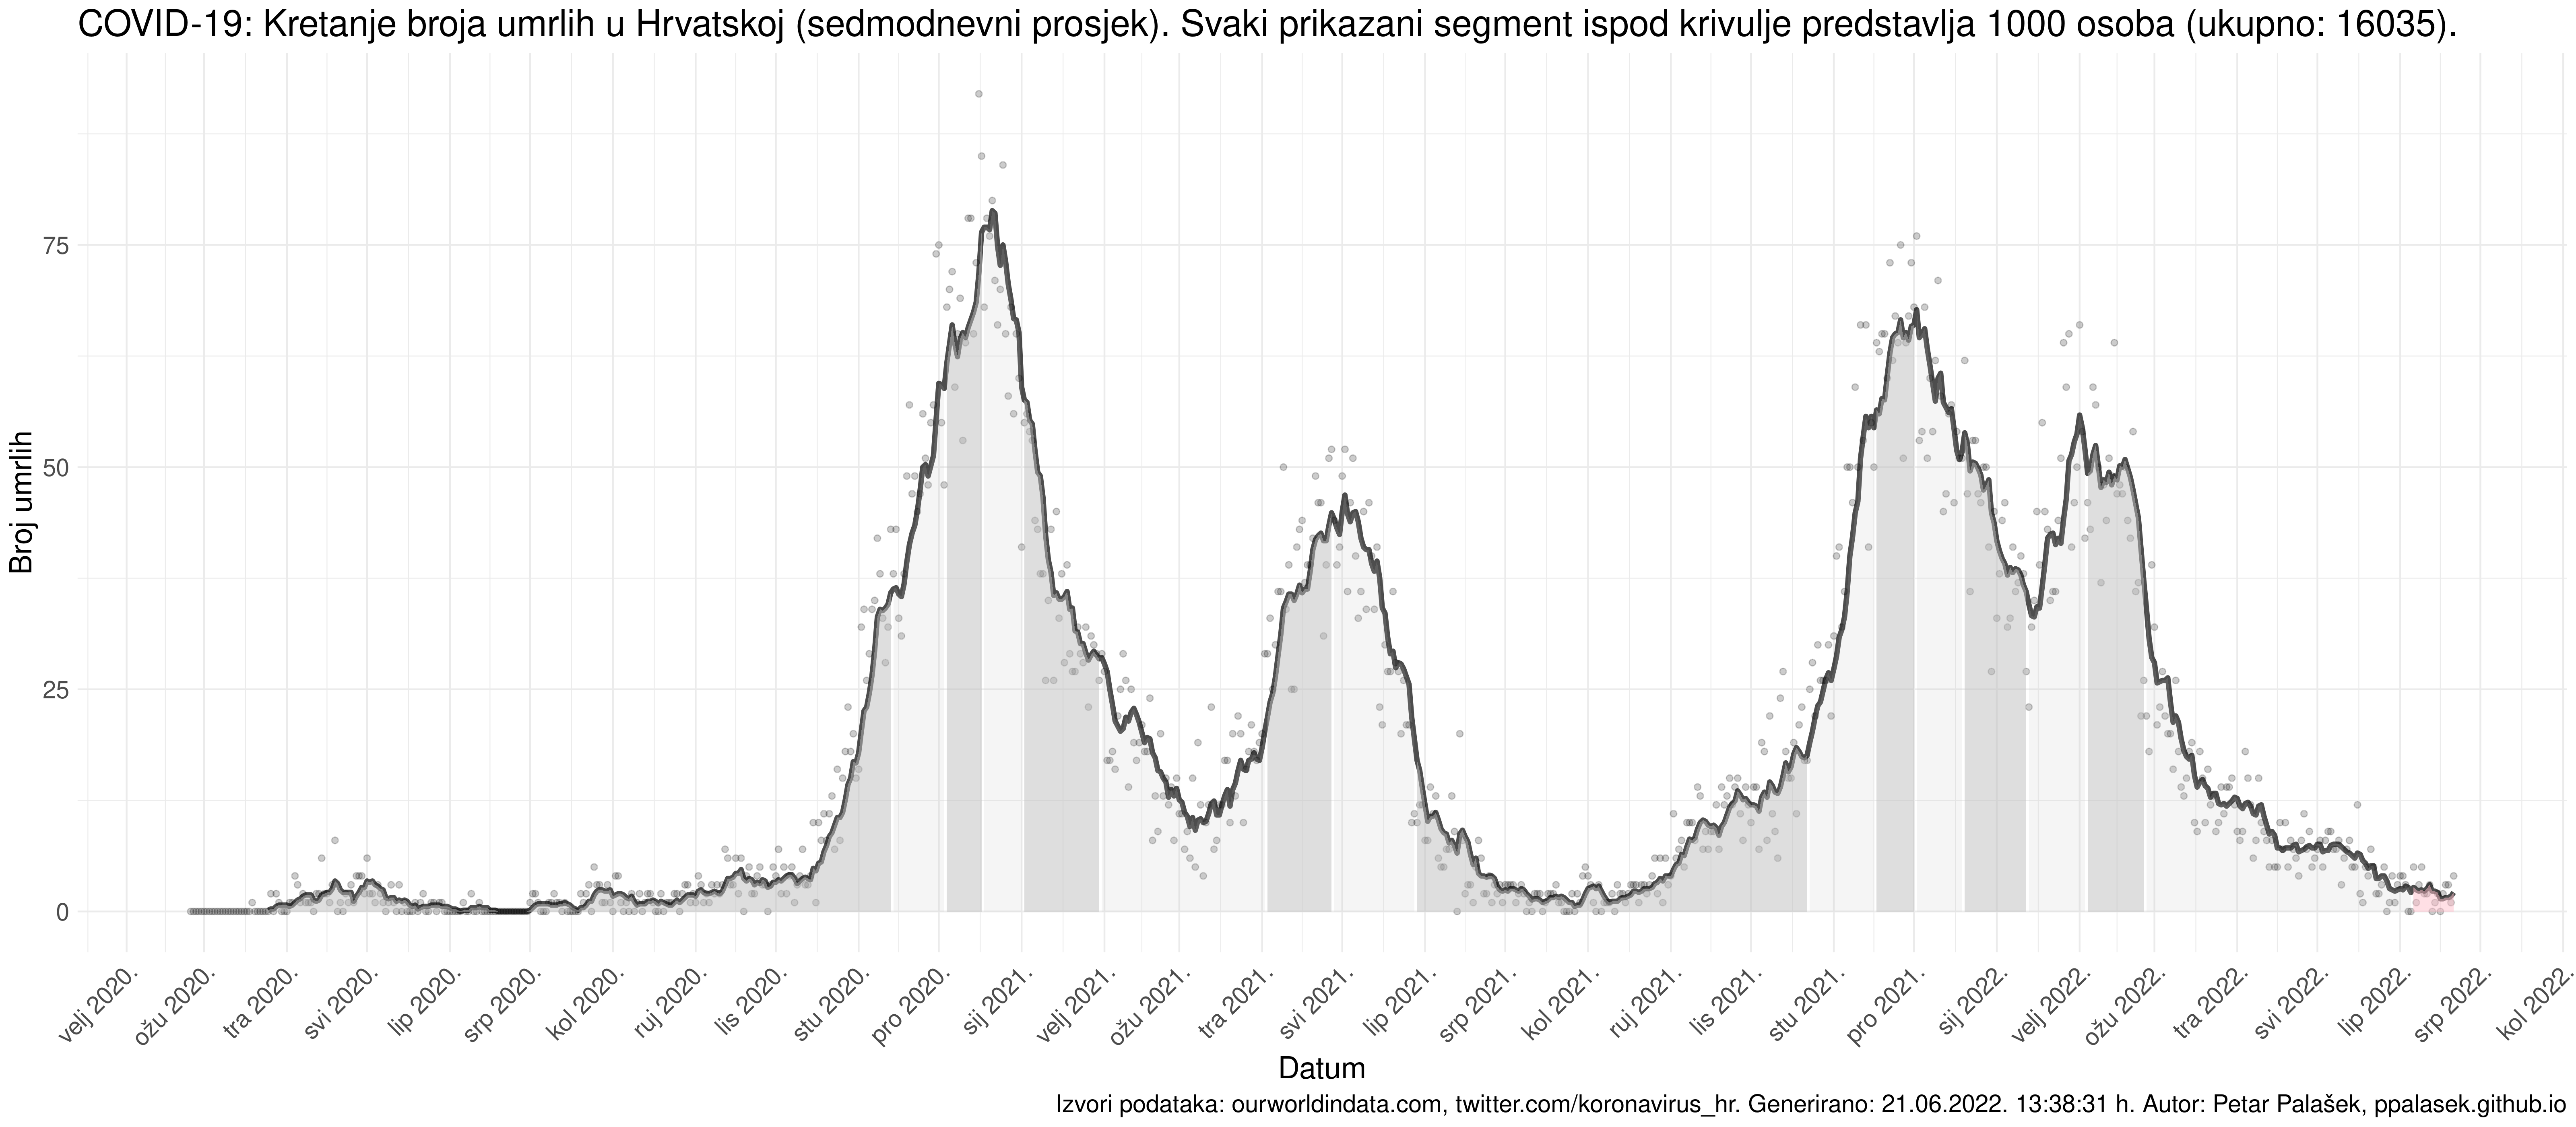 COVID-19: Kretanje broja umrlih u Hrvatskoj (sedmodnevni prosjek). Svaki prikazani segment ispod krivulje predstavlja 1000 osoba (ukupno: 16035).
75
50
25
0
Broj umrlih
velj 2020.
ožu 2020.
tra 2020.
svi 2020.
lip 2020.
srp 2020.
kol 2020.
ruj 2020.
lis 2020.
stu 2020.
pro 2020.
sij 2021.
velj 2021.
ožu 2021.
tra 2021.
svi 2021.
lip 2021.
srp 2021.
kol 2021.
ruj 2021.
lis 2021.
stu 2021.
pro 2021.
sij 2022.
velj 2022.
ožu 2022.
tra 2022.
svi 2022.
lip 2022.
srp 2022.
kol 2022.
Datum
Izvori podataka: ourworldindata.com, twitter.com/koronavirus_hr. Generirano: 21.06.2022. 13:38:31 h. Autor: Petar Palašek, ppalasek.github.io